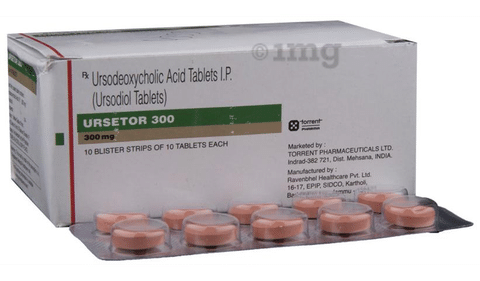 1mg
℞ Ursodeoxycholic Acid Tablets I.P.
(Ursodiol Tablets)
URSETOR 300
300 mg
10 BLISTER STRIPS OF 10 TABLETS EACH
torrent
PHARMA
Marketed by :
TORRENT PHARMACEUTICALS LTD.
Indrad-382 721, Dist. Mehsana, INDIA.
Manufactured by :
Ravenbhel Healthcare Pvt. Ltd.
16-17, EPIP, SIDCO, Kartholi,